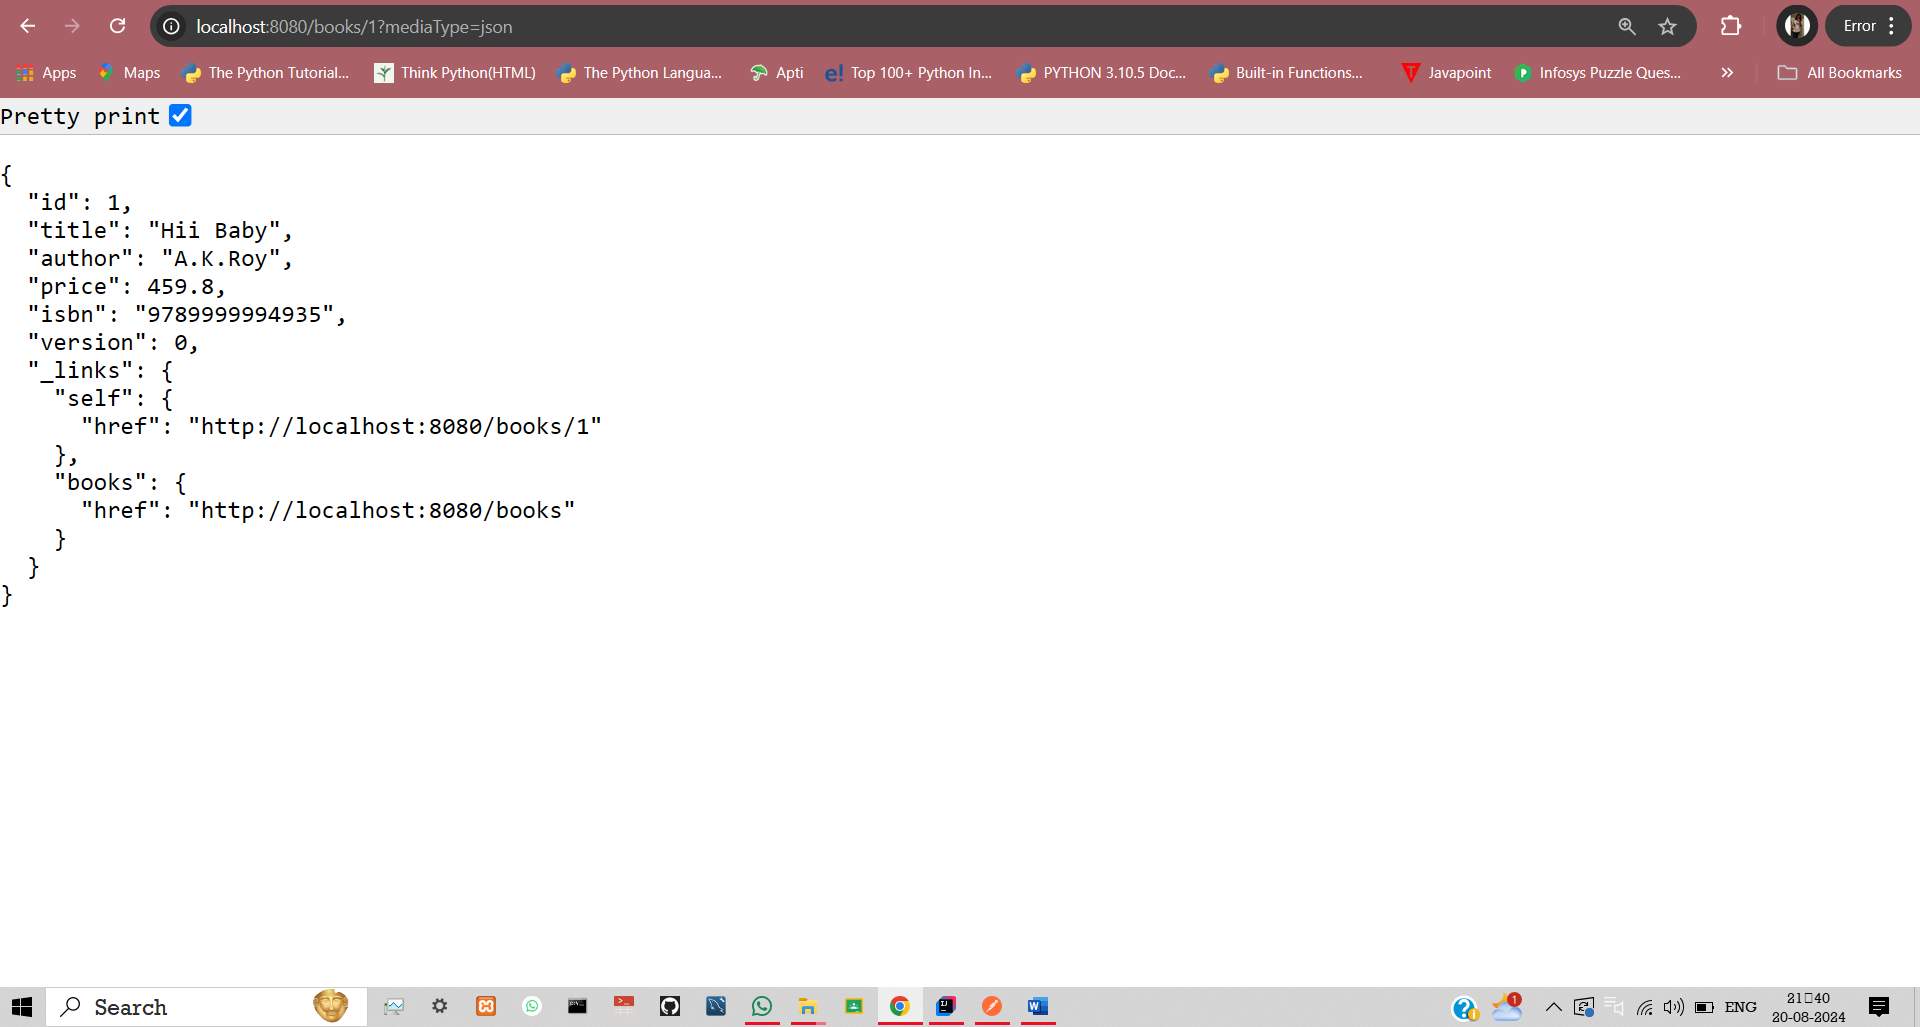 localhost:8080/books/1?mediaType=json
Error
Apps
Maps
The Python Tutorial...
Think Python(HTML)
The Python Langua...
Apti
e! Top 100+ Python In...
PYTHON 3.10.5 Doc...
Built-in Functions...
T Javapoint
P Infosys Puzzle Ques...
All Bookmarks
Pretty print
{
  "id": 1,
  "title": "Hii Baby",
  "author": "A.K.Roy",
  "price": 459.8,
  "isbn": "9789999994935",
  "version": 0,
  "_links": {
    "self": {
      "href": "http://localhost:8080/books/1"
    },
    "books": {
      "href": "http://localhost:8080/books"
    }
  }
}
Search
1
ENG
21▯40
20-08-2024